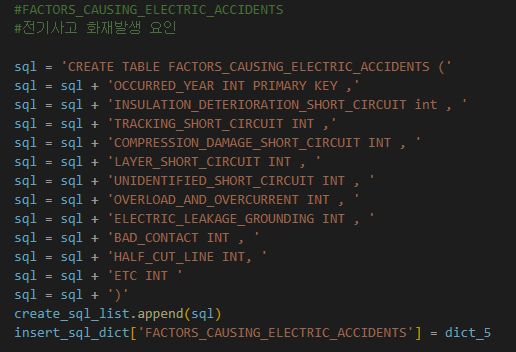 #FACTORS_CAUSING_ELECTRIC_ACCIDENTS
#전기사고 화재발생 요인
sql = 'CREATE TABLE FACTORS_CAUSING_ELECTRIC_ACCIDENTS ('
sql = sql + 'OCCURRED_YEAR INT PRIMARY KEY ,'
sql = sql + 'INSULATION_DETERIORATION_SHORT_CIRCUIT int , '
sql = sql + 'TRACKING_SHORT_CIRCUIT INT ,'
sql = sql + 'COMPRESSION_DAMAGE_SHORT_CIRCUIT INT , '
sql = sql + 'LAYER_SHORT_CIRCUIT INT , '
sql = sql + 'UNIDENTIFIED_SHORT_CIRCUIT INT , '
sql = sql + 'OVERLOAD_AND_OVERCURRENT INT , '
sql = sql + 'ELECTRIC_LEAKAGE_GROUNDING INT , '
sql = sql + 'BAD_CONTACT INT , '
sql = sql + 'HALF_CUT_LINE INT, '
sql = sql + 'ETC INT '
sql = sql + ')'
create_sql_list.append(sql)
insert_sql_dict['FACTORS_CAUSING_ELECTRIC_ACCIDENTS'] = dict_5